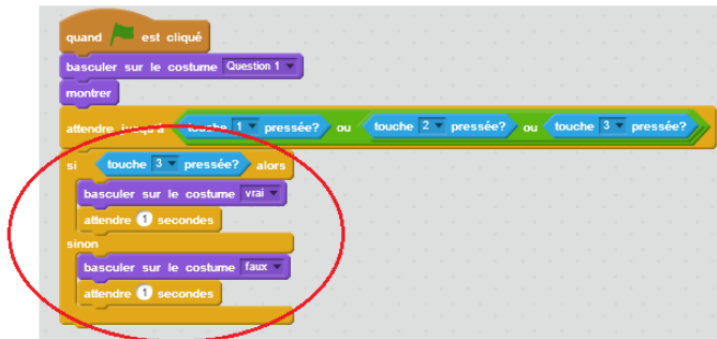 quand est cliqué
basculer sur le costume Question 1
montrer
attendre jusqu'à touche 1 pressée? ou touche 2 pressée? ou touche 3 pressée?
si touche 3 pressée? alors
basculer sur le costume vrai
attendre 1 secondes
sinon
basculer sur le costume faux
attendre 1 secondes